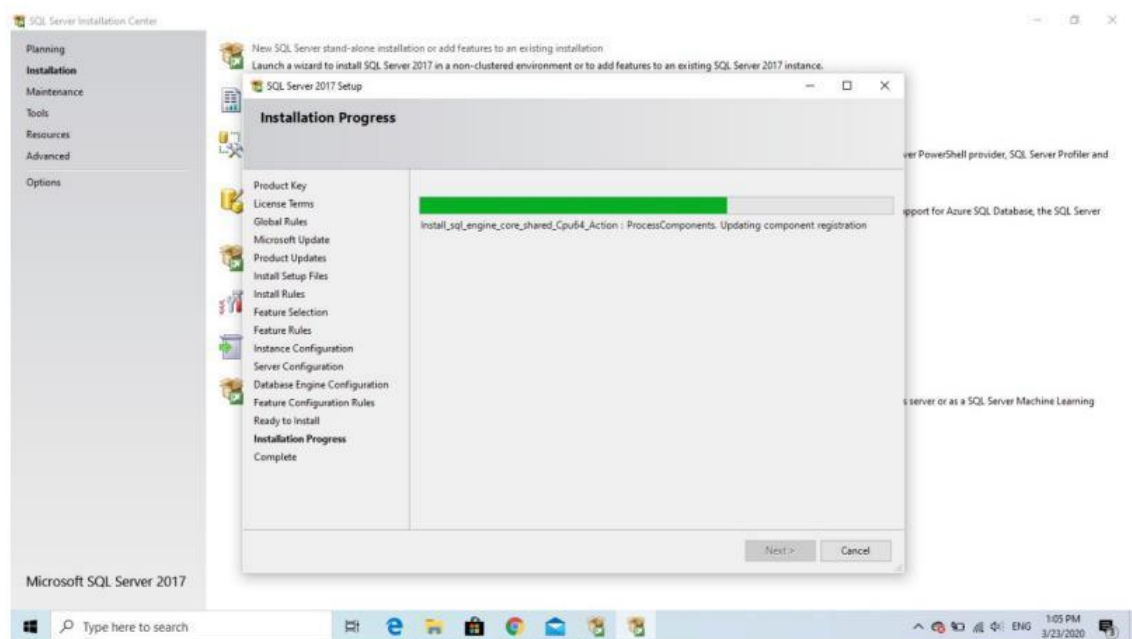 SQL Server Installation Center
Planning
Installation
Maintenance
Tools
Resources
Advanced
Options
Microsoft SQL Server 2017
New SQL Server stand-alone installation or add features to an existing installation
Launch a wizard to install SQL Server 2017 in a non-clustered environment or to add features to an existing SQL Server 2017 instance.
ver PowerShell provider, SQL Server Profiler and
pport for Azure SQL Database, the SQL Server
s server or as a SQL Server Machine Learning
SQL Server 2017 Setup
Installation Progress
Product Key
License Terms
Global Rules
Microsoft Update
Product Updates
Install Setup Files
Install Rules
Feature Selection
Feature Rules
Instance Configuration
Server Configuration
Database Engine Configuration
Feature Configuration Rules
Ready to Install
Installation Progress
Complete
Install_sql_engine_core_shared_Cpu64_Action : ProcessComponents. Updating component registration
Next >
Cancel
Type here to search
ENG
1:05 PM
3/23/2020